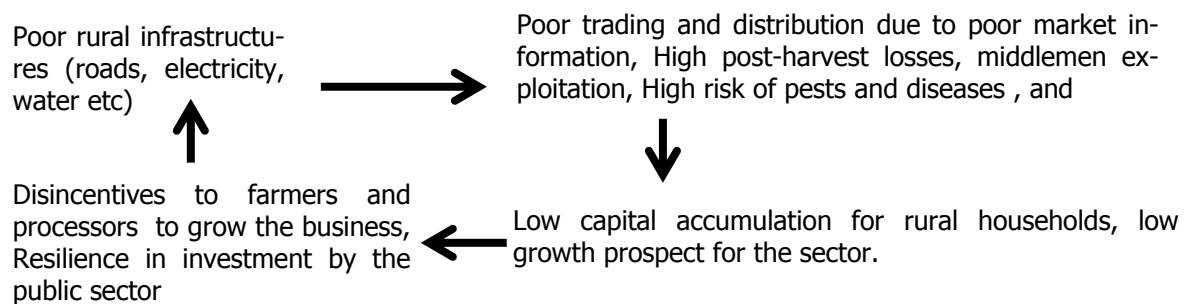 Poor rural infrastructu-
res (roads, electricity,
water etc)
Poor trading and distribution due to poor market in-
formation, High post-harvest losses, middlemen ex-
ploitation, High risk of pests and diseases , and
Low capital accumulation for rural households, low
growth prospect for the sector.
Disincentives to farmers and
processors to grow the business,
Resilience in investment by the
public sector